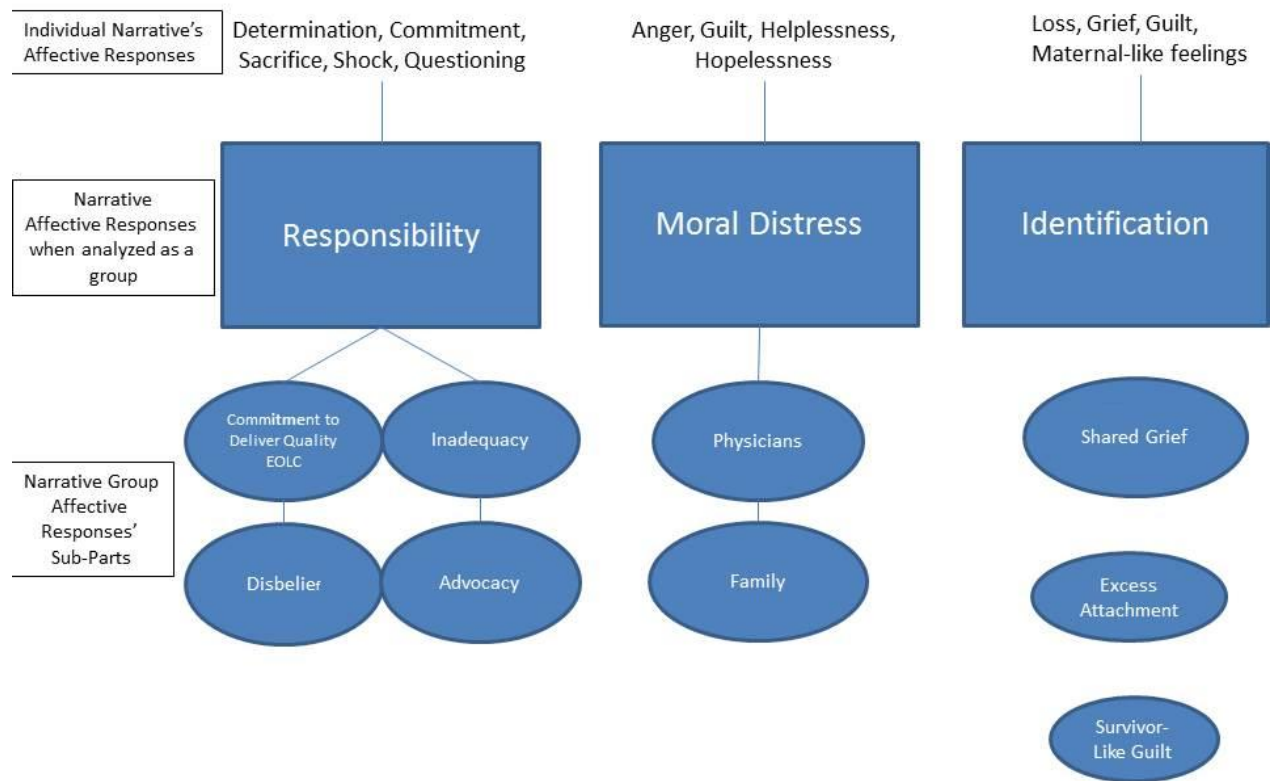 Individual Narrative's
Affective Responses
Determination, Commitment,
Sacrifice, Shock, Questioning
Anger, Guilt, Helplessness,
Hopelessness
Loss, Grief, Guilt,
Maternal-like feelings
Narrative
Affective Responses
when analyzed as a
group
Responsibility
Moral Distress
Identification
Narrative Group
Affective
Responses'
Sub-Parts
Commitment to
Deliver Quality
EOLC
Inadequacy
Physicians
Shared Grief
Disbelier
Advocacy
Family
Excess
Attachment
Survivor-
Like Guilt